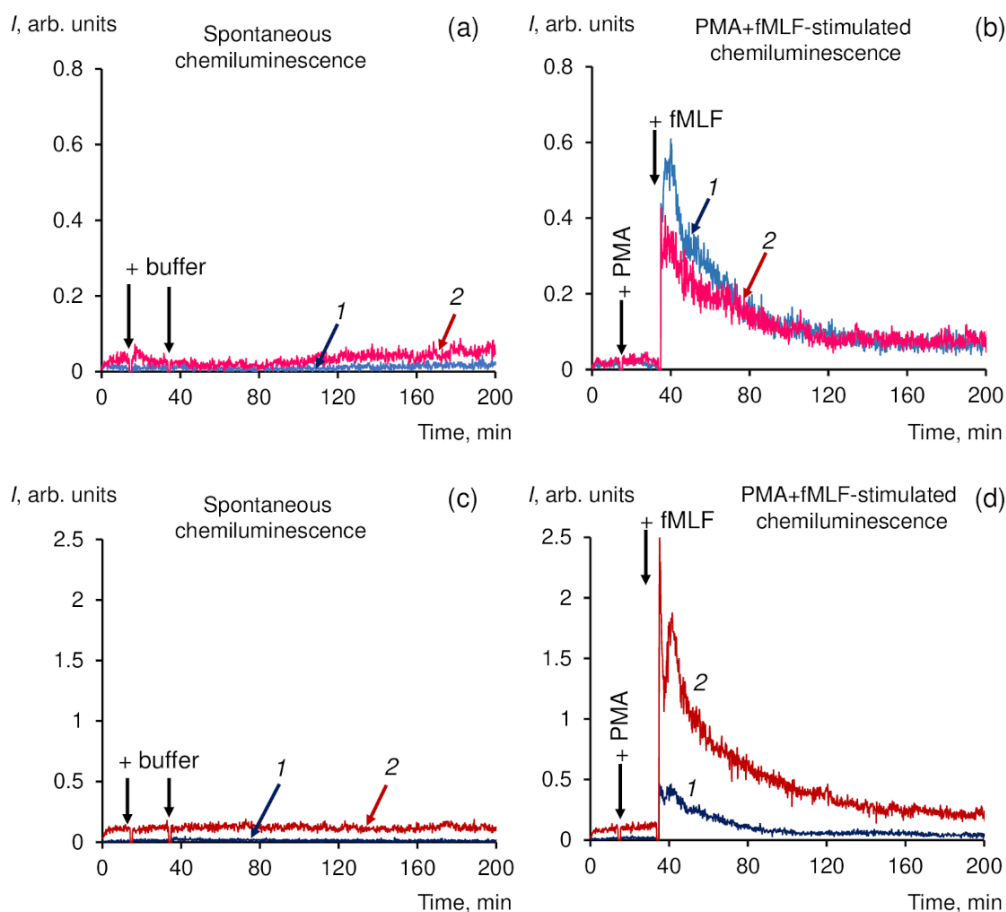 I, arb. units
Spontaneous
chemiluminescence
(a)
0.8
0.6
0.4
0.2
0
+ buffer
1
2
0 40 80 120 160 200
Time, min
I, arb. units
PMA+fMLF-stimulated
chemiluminescence
(b)
0.8
0.6
0.4
0.2
0
+ fMLF
+ PMA
1
2
0 40 80 120 160 200
Time, min
I, arb. units
Spontaneous
chemiluminescence
(c)
2.5
2
1.5
1
0.5
0
+ buffer
1
2
0 40 80 120 160 200
Time, min
I, arb. units
PMA+fMLF-stimulated
chemiluminescence
(d)
+ fMLF
2.5
2
1.5
1
0.5
0
+ PMA
2
1
0 40 80 120 160 200
Time, min